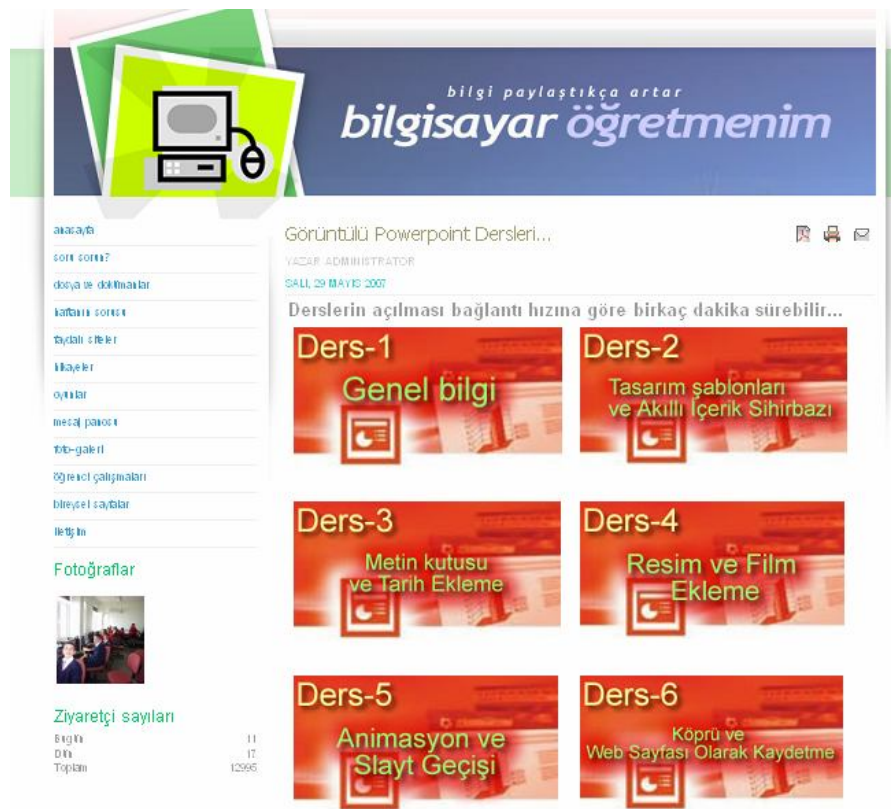 bilgi paylaştıkça artar
bilgisayar öğretmenim
anasayfa
soru sorun?
dosya ve dokümanlar
haftanın sorusu
faydalı siteler
hikayeler
oyunlar
mesaj panosu
foto-galeri
öğrenci çalışmaları
bireysel sayfalar
iletişim
Fotoğraflar
Ziyaretçi sayıları
Bugün 11
Dün 17
Toplam 12995
Görüntülü Powerpoint Dersleri...
YAZAR ADMINISTRATOR
SALI, 29 MAYIS 2007
Derslerin açılması bağlantı hızına göre birkaç dakika sürebilir...
Ders-1
Genel bilgi
Ders-2
Tasarım şablonları
ve Akıllı İçerik Sihirbazı
Ders-3
Metin kutusu
ve Tarih Ekleme
Ders-4
Resim ve Film
Ekleme
Ders-5
Animasyon ve
Slayt Geçişi
Ders-6
Köprü ve
Web Sayfası Olarak Kaydetme